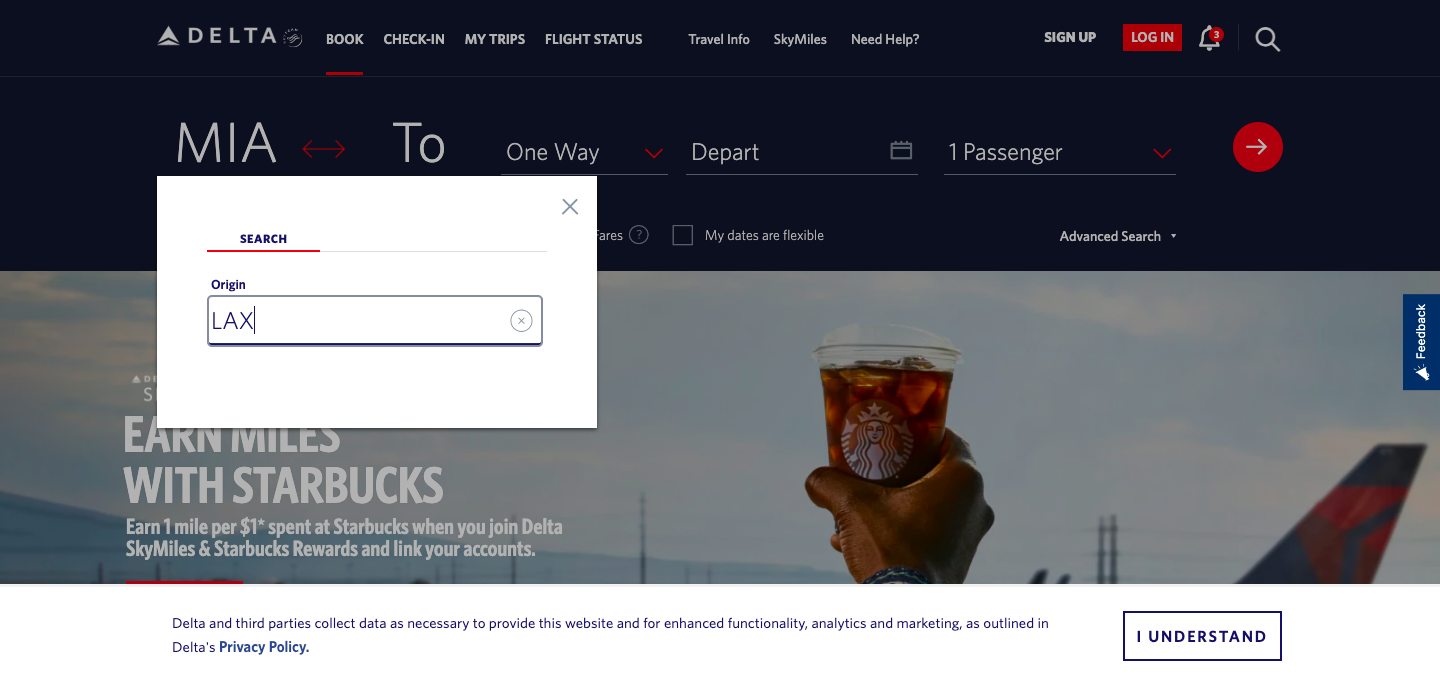 DELTA
BOOK
CHECK-IN
MY TRIPS
FLIGHT STATUS
Travel Info
SkyMiles
Need Help?
SIGN UP
LOG IN
3
MIA
To
One Way
Depart
1 Passenger
SEARCH
Fares
?
My dates are flexible
Advanced Search
Origin
LAX
Feedback
EARN MILES
WITH STARBUCKS
Earn 1 mile per $1* spent at Starbucks when you join Delta
SkyMiles & Starbucks Rewards and link your accounts.
Delta and third parties collect data as necessary to provide this website and for enhanced functionality, analytics and marketing, as outlined in
Delta's Privacy Policy.
I UNDERSTAND